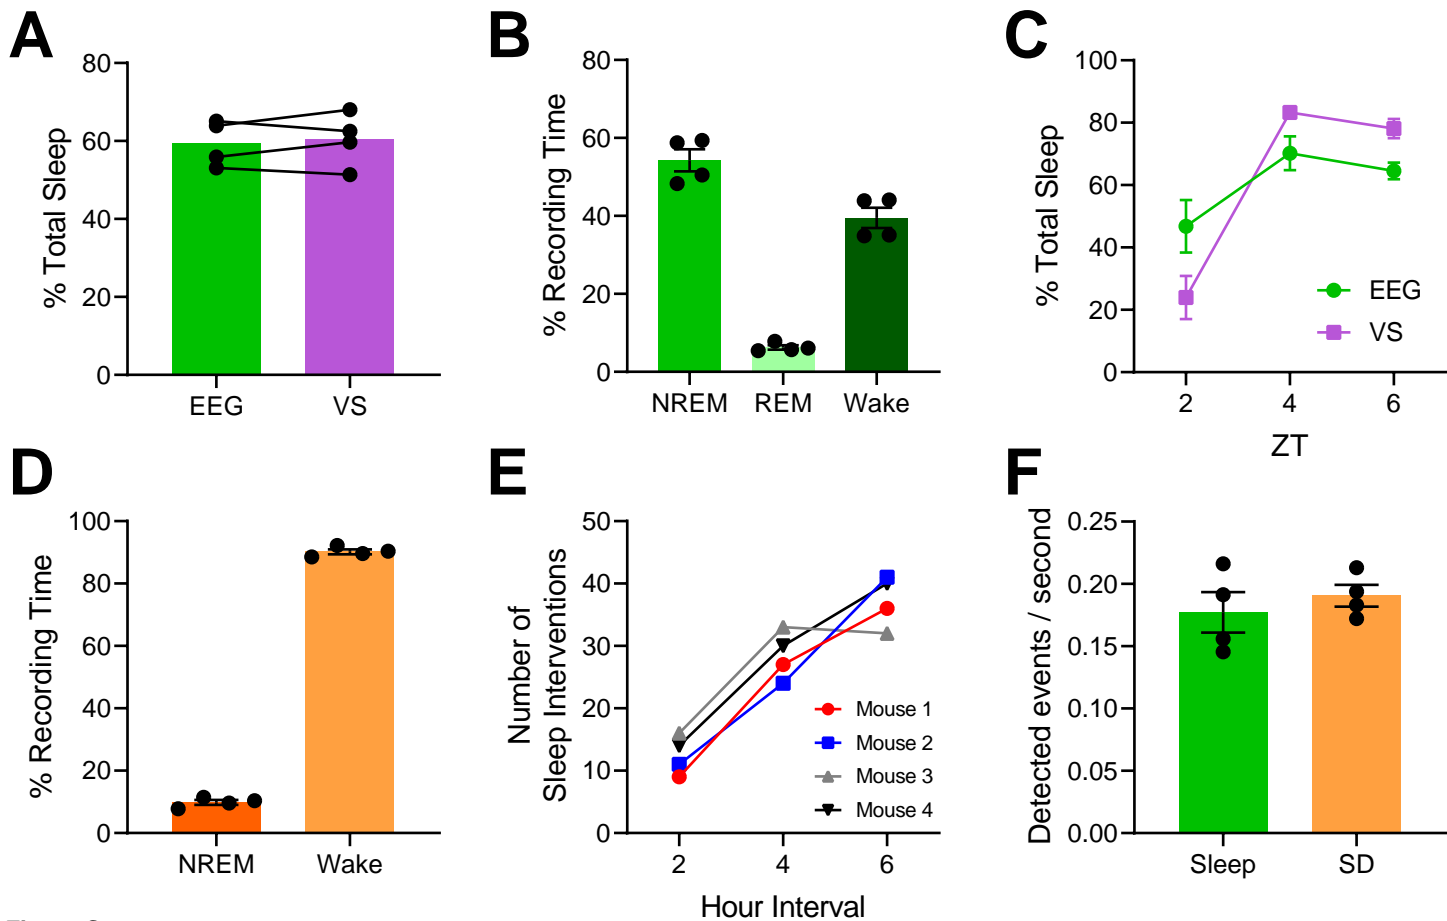 A
% Total Sleep
80
60
40
20
0
EEG
VS
B
% Recording Time
80
60
40
20
0
NREM
REM
Wake
C
% Total Sleep
100
80
60
40
20
0
2
4
6
ZT
EEG
VS
D
% Recording Time
100
80
60
40
20
0
NREM
Wake
E
Number of
Sleep Interventions
50
40
30
20
10
0
2
4
6
Hour Interval
Mouse 1
Mouse 2
Mouse 3
Mouse 4
F
Detected events / second
0.25
0.20
0.15
0.10
0.05
0.00
Sleep
SD